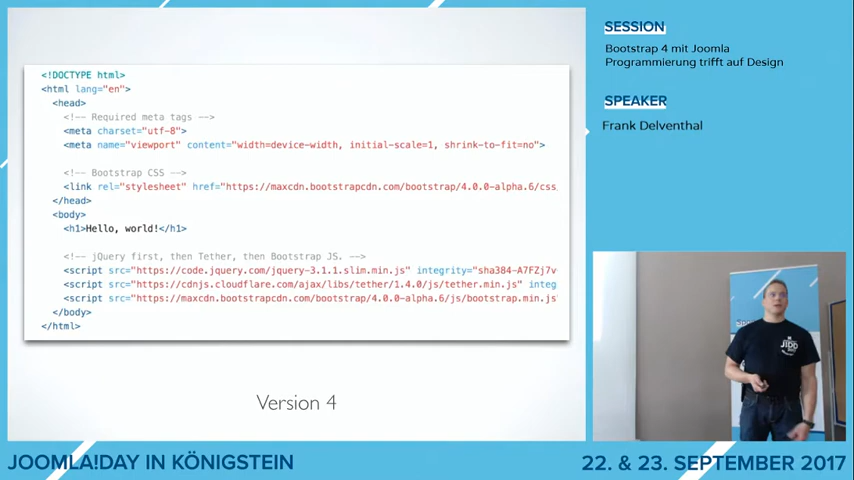 <!DOCTYPE html>
<html lang="en">
<head>
<!-- Required meta tags -->
<meta charset="utf-8">
<meta name="viewport" content="width=device-width, initial-scale=1, shrink-to-fit=no">
<!-- Bootstrap CSS -->
<link rel="stylesheet" href="https://maxcdn.bootstrapcdn.com/bootstrap/4.0.0-alpha.6/css
</head>
<body>
<h1>Hello, world!</h1>
<!-- jQuery first, then Tether, then Bootstrap JS. -->
<script src="https://code.jquery.com/jquery-3.1.1.slim.min.js" integrity="sha384-A7FZj7v
<script src="https://cdnjs.cloudflare.com/ajax/libs/tether/1.4.0/js/tether.min.js" integ
<script src="https://maxcdn.bootstrapcdn.com/bootstrap/4.0.0-alpha.6/js/bootstrap.min.js
</body>
</html>
Version 4
SESSION
Bootstrap 4 mit Joomla
Programmierung trifft auf Design
SPEAKER
Frank Delventhal
JOOMLA!DAY IN KÖNIGSTEIN
22. & 23. SEPTEMBER 2017